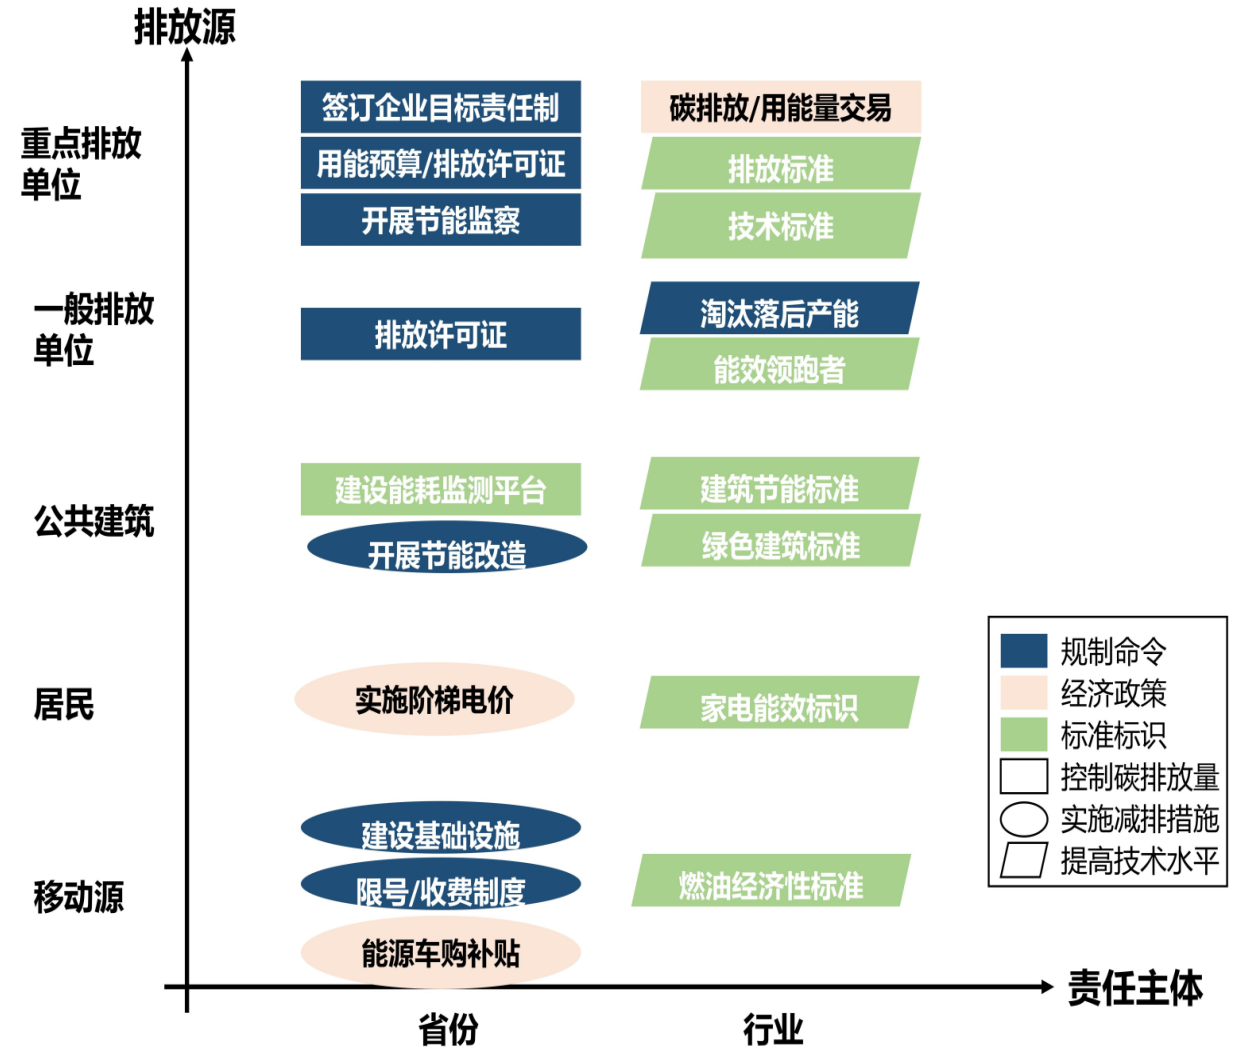 排放源
重点排放
单位
签订企业目标责任制
用能预算/排放许可证
开展节能监察
碳排放/用能量交易
排放标准
技术标准
一般排放
单位
排放许可证
淘汰落后产能
能效领跑者
公共建筑
建设能耗监测平台
开展节能改造
建筑节能标准
绿色建筑标准
居民
实施阶梯电价
家电能效标识
移动源
建设基础设施
限号/收费制度
能源车购补贴
燃油经济性标准
规制命令
经济政策
标准标识
控制碳排放量
实施减排措施
提高技术水平
责任主体
省份
行业